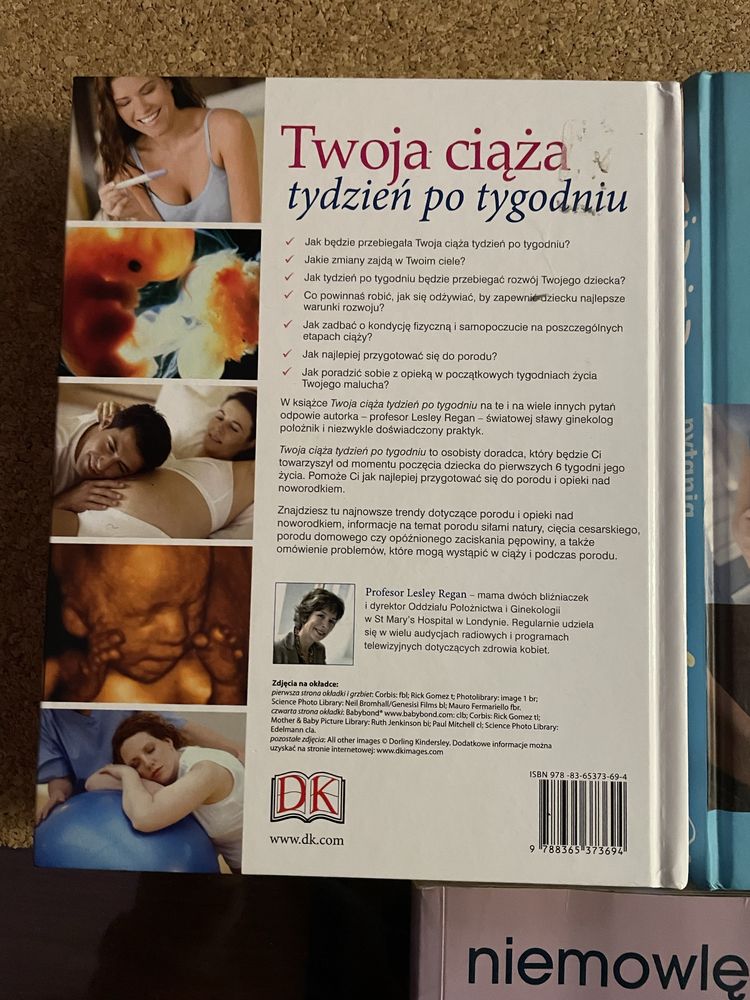 Twoja ciąża
tydzień po tygodniu
Jak będzie przebiegała Twoja ciąża tydzień po tygodniu?
Jakie zmiany zajdą w Twoim ciele?
Jak tydzień po tygodniu będzie przebiegać rozwój Twojego dziecka?
Co powinnaś robić, jak się odżywiać, by zapewnić dziecku najlepsze
warunki rozwoju?
Jak zadbać o kondycję fizyczną i samopoczucie na poszczególnych
etapach ciąży?
Jak najlepiej przygotować się do porodu?
Jak poradzić sobie z opieką w początkowych tygodniach życia
Twojego malucha?
W książce Twoja ciąża tydzień po tygodniu na te i na wiele innych pytań
odpowie autorka – profesor Lesley Regan – światowej sławy ginekolog
położnik i niezwykle doświadczony praktyk.
Twoja ciąża tydzień po tygodniu to osobisty doradca, który będzie Ci
towarzyszył od momentu poczęcia dziecka do pierwszych 6 tygodni jego
życia. Pomoże Ci jak najlepiej przygotować się do porodu i opieki nad
noworodkiem.
Znajdziesz tu najnowsze trendy dotyczące porodu i opieki nad
noworodkiem, informacje na temat porodu siłami natury, cięcia cesarskiego,
porodu domowego czy opóźnionego zaciskania pępowiny, a także
omówienie problemów, które mogą wystąpić w ciąży i podczas porodu.
Profesor Lesley Regan – mama dwóch bliźniaczek
i dyrektor Oddziału Położnictwa i Ginekologii
w St Mary's Hospital w Londynie. Regularnie udziela
się w wielu audycjach radiowych i programach
telewizyjnych dotyczących zdrowia kobiet.
Zdjęcia na okładce:
pierwsza strona okładki i grzbiet: Corbis: fbl; Rick Gomez t; Photolibrary: image 1 br;
Science Photo Library: Neil Bromhall/Genesisi Films bl; Mauro Fermariello fbr.
czwarta strona okładki: Babybond® www.babybond.com: clb; Corbis: Rick Gomez tl;
Mother & Baby Picture Library: Ruth Jenkinson bl; Paul Mitchell cl; Science Photo Library:
Edelmann cla.
pozostałe zdjęcia: All other images © Dorling Kindersley. Dodatkowe informacje można
uzyskać na stronie internetowej: www.dkimages.com
DK
www.dk.com
ISBN 978-83-65373-69-4
9 788365 373694
pytania
niemowlę